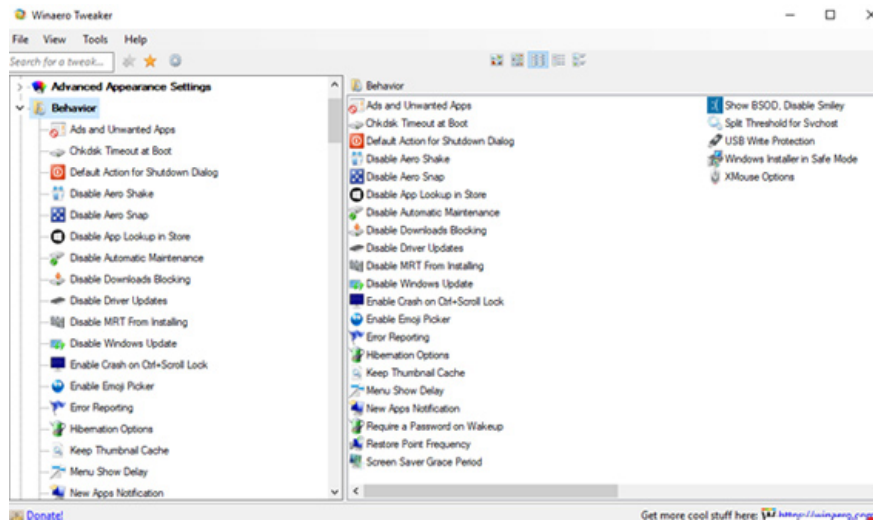 Winaero Tweaker
File View Tools Help
Search for a tweak...
Advanced Appearance Settings
Behavior
Ads and Unwanted Apps
Chkdsk Timeout at Boot
Default Action for Shutdown Dialog
Disable Aero Shake
Disable Aero Snap
Disable App Lookup in Store
Disable Automatic Maintenance
Disable Downloads Blocking
Disable Driver Updates
Disable MRT From Installing
Disable Windows Update
Enable Crash on Ctrl+Scroll Lock
Enable Emoji Picker
Error Reporting
Hibernation Options
Keep Thumbnail Cache
Menu Show Delay
New Apps Notification
Behavior
Ads and Unwanted Apps
Chkdsk Timeout at Boot
Default Action for Shutdown Dialog
Disable Aero Shake
Disable Aero Snap
Disable App Lookup in Store
Disable Automatic Maintenance
Disable Downloads Blocking
Disable Driver Updates
Disable MRT From Installing
Disable Windows Update
Enable Crash on Ctrl+Scroll Lock
Enable Emoji Picker
Error Reporting
Hibernation Options
Keep Thumbnail Cache
Menu Show Delay
New Apps Notification
Require a Password on Wakeup
Restore Point Frequency
Screen Saver Grace Period
Show BSOD, Disable Smiley
Split Threshold for Svchost
USB Write Protection
Windows Installer in Safe Mode
XMouse Options
Donate!
Get more cool stuff here: http://winaero.com